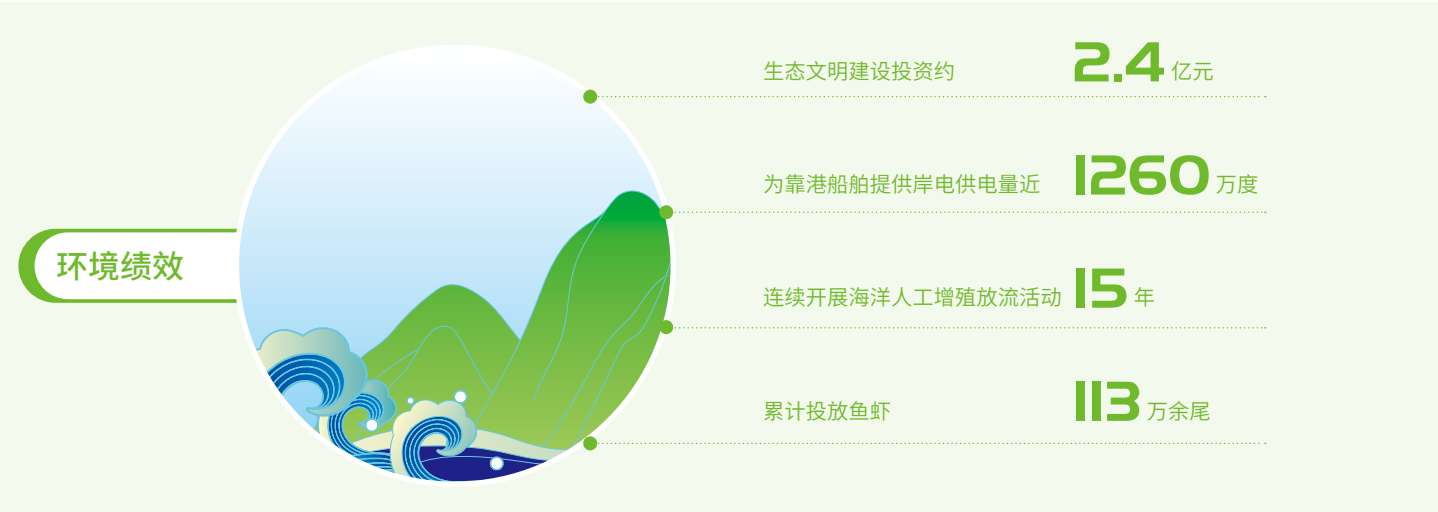 环境绩效
生态文明建设投资约 2.4 亿元
为靠港船舶提供岸电供电量近 1260 万度
连续开展海洋人工增殖放流活动 15 年
累计投放鱼虾 113 万余尾